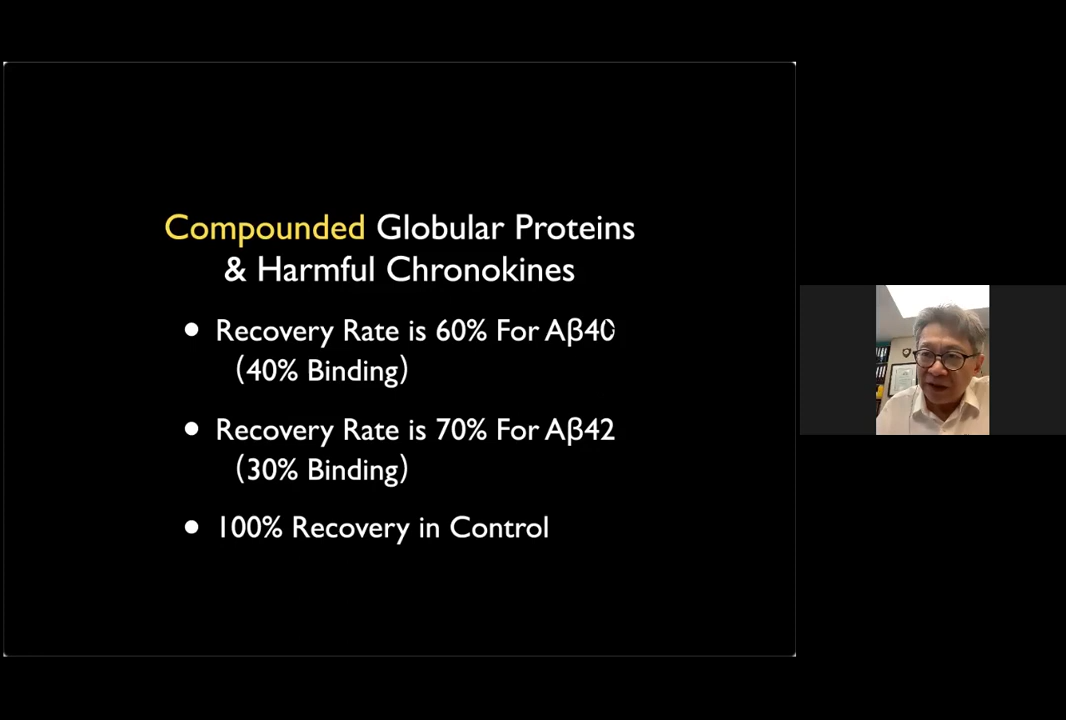 Compounded Globular Proteins
& Harmful Chronokines
● Recovery Rate is 60% For Aβ40
(40% Binding)
● Recovery Rate is 70% For Aβ42
(30% Binding)
● 100% Recovery in Control